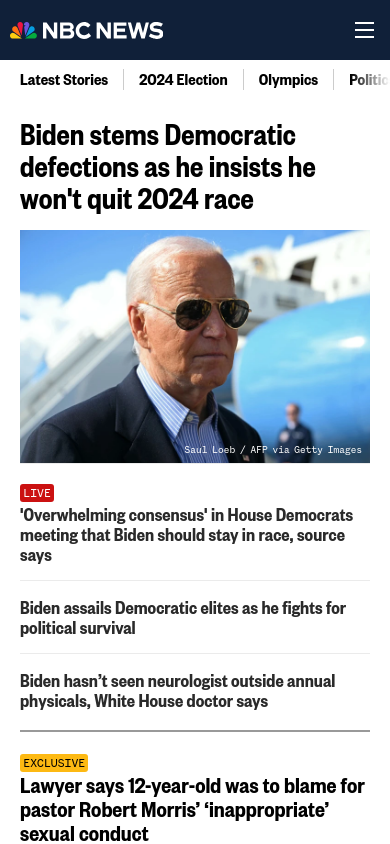 NBC NEWS
Latest Stories
2024 Election
Olympics
Politic
Biden stems Democratic
defections as he insists he
won't quit 2024 race
Saul Loeb / AFP via Getty Images
LIVE
'Overwhelming consensus' in House Democrats
meeting that Biden should stay in race, source
says
Biden assails Democratic elites as he fights for
political survival
Biden hasn’t seen neurologist outside annual
physicals, White House doctor says
EXCLUSIVE
Lawyer says 12-year-old was to blame for
pastor Robert Morris’ ‘inappropriate’
sexual conduct